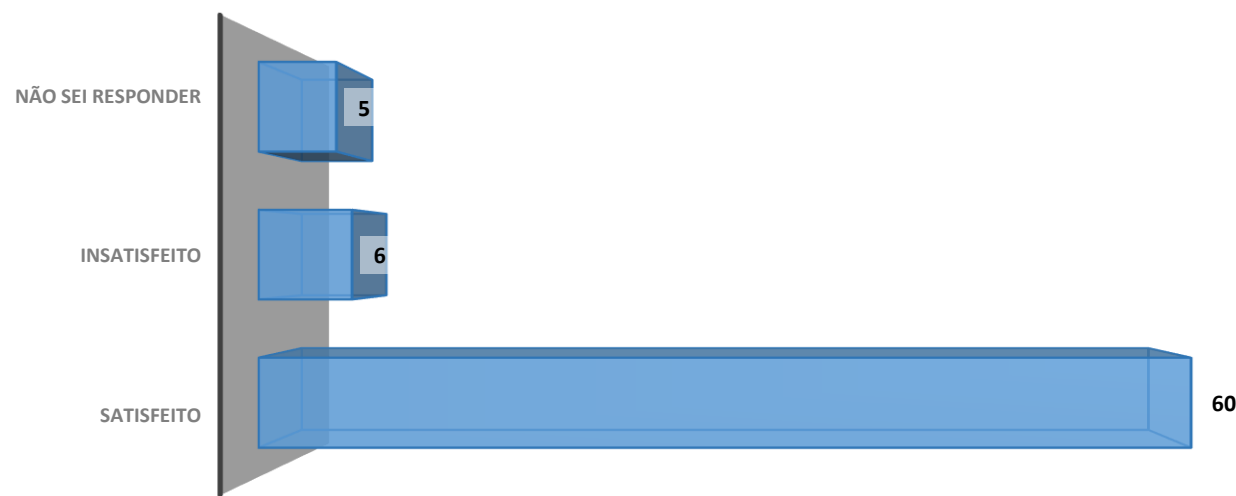 NÃO SEI RESPONDER
5
INSATISFEITO
6
SATISFEITO
60